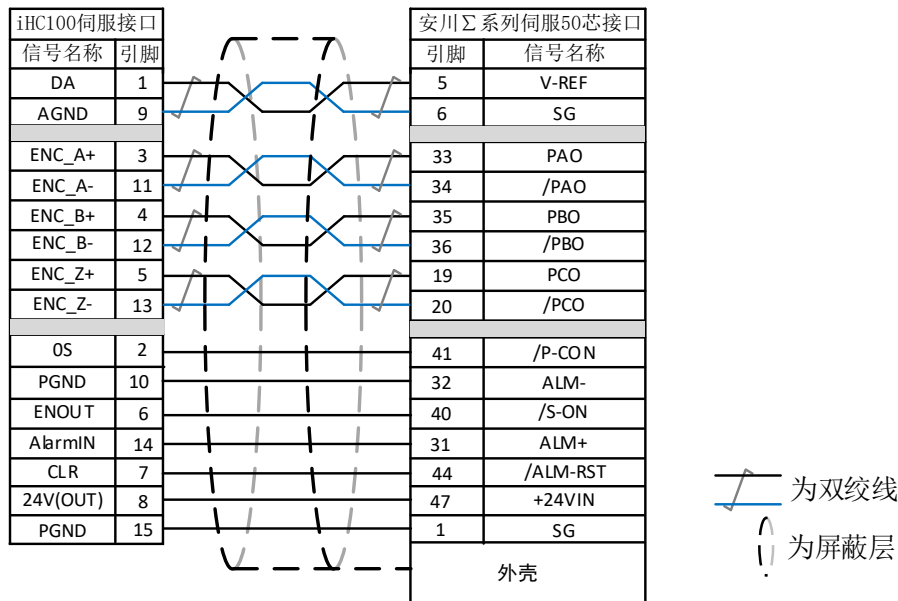 iHC100伺服接口 安川Σ系列伺服50芯接口
信号名称 引脚 引脚 信号名称
DA 1 5 V-REF
AGND 9 6 SG
ENC_A+ 3 33 PAO
ENC_A- 11 34 /PAO
ENC_B+ 4 35 PBO
ENC_B- 12 36 /PBO
ENC_Z+ 5 19 PCO
ENC_Z- 13 20 /PCO
0S 2 41 /P-CON
PGND 10 32 ALM-
ENOUT 6 40 /S-ON
AlarmIN 14 31 ALM+
CLR 7 44 /ALM-RST
24V(OUT) 8 47 +24VIN
PGND 15 1 SG
外壳
为双绞线
为屏蔽层